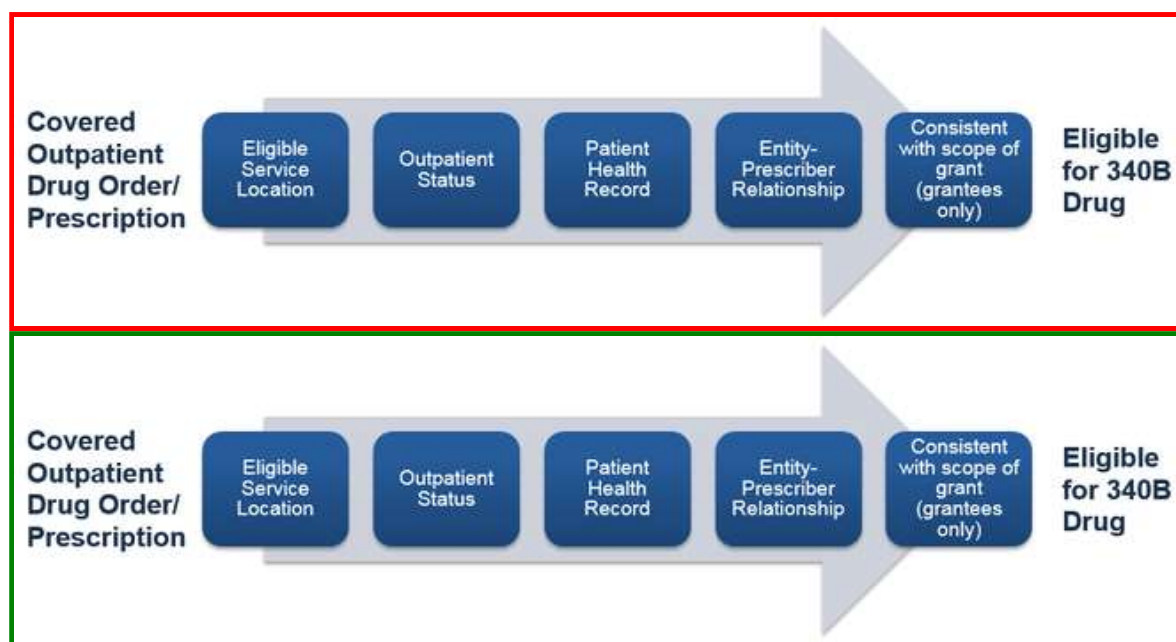 Covered
Outpatient
Drug Order/
Prescription
Eligible
Service
Location
Outpatient
Status
Patient
Health
Record
Entity-
Prescriber
Relationship
Consistent
with scope of
grant
(grantees
only)
Eligible
for 340B
Drug
Covered
Outpatient
Drug Order/
Prescription
Eligible
Service
Location
Outpatient
Status
Patient
Health
Record
Entity-
Prescriber
Relationship
Consistent
with scope of
grant
(grantees
only)
Eligible
for 340B
Drug